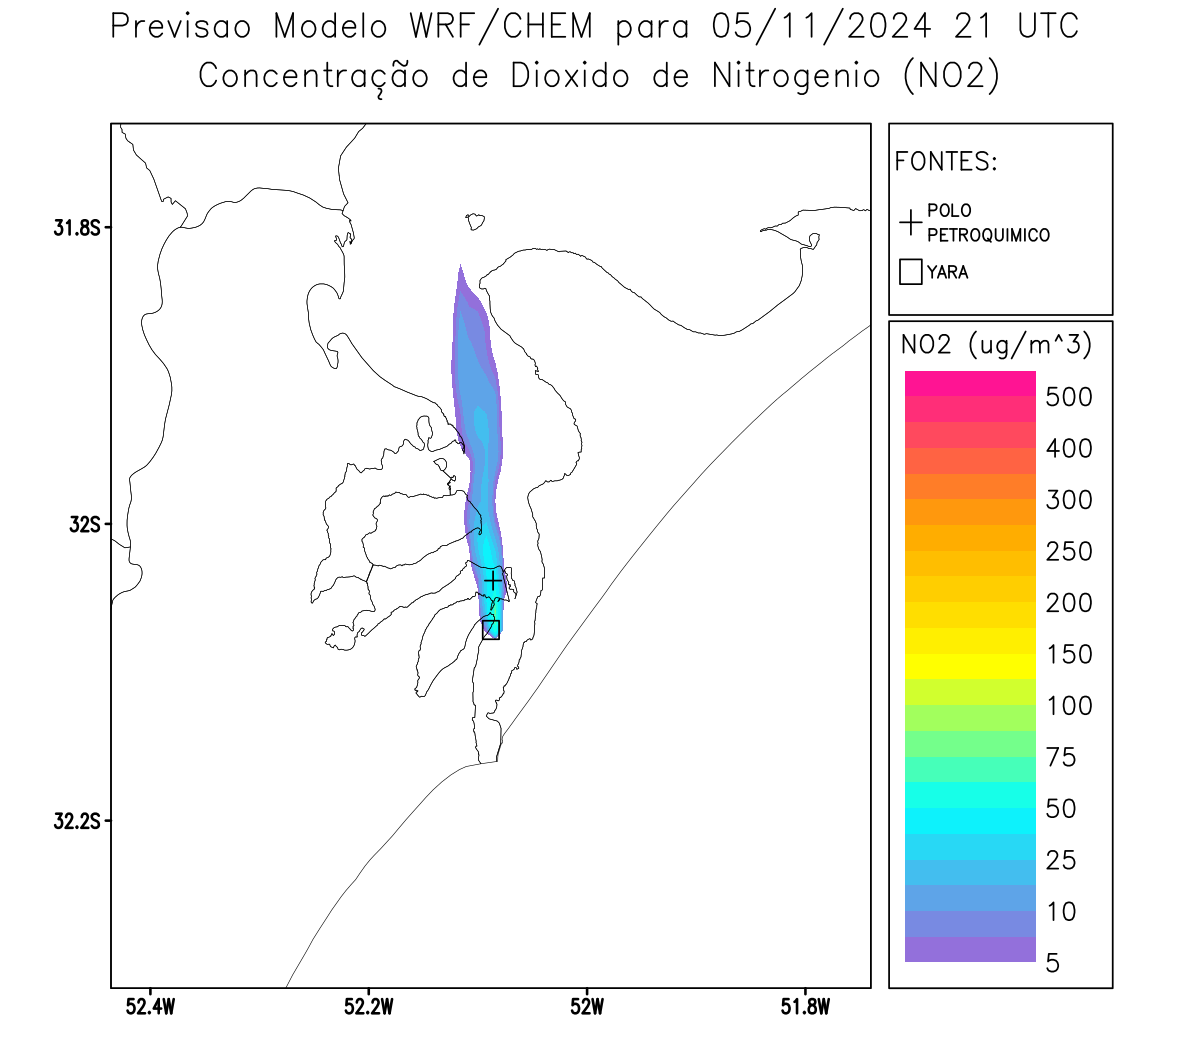 Previsao Modelo WRF/CHEM para 05/11/2024 21 UTC
Concentração de Dioxido de Nitrogenio (NO2)
FONTES:
POLO
PETROQUIMICO
YARA
NO2 (ug/m^3)
500
400
300
250
200
150
100
75
50
25
10
5
31.8S
32S
32.2S
52.4W
52.2W
52W
51.8W